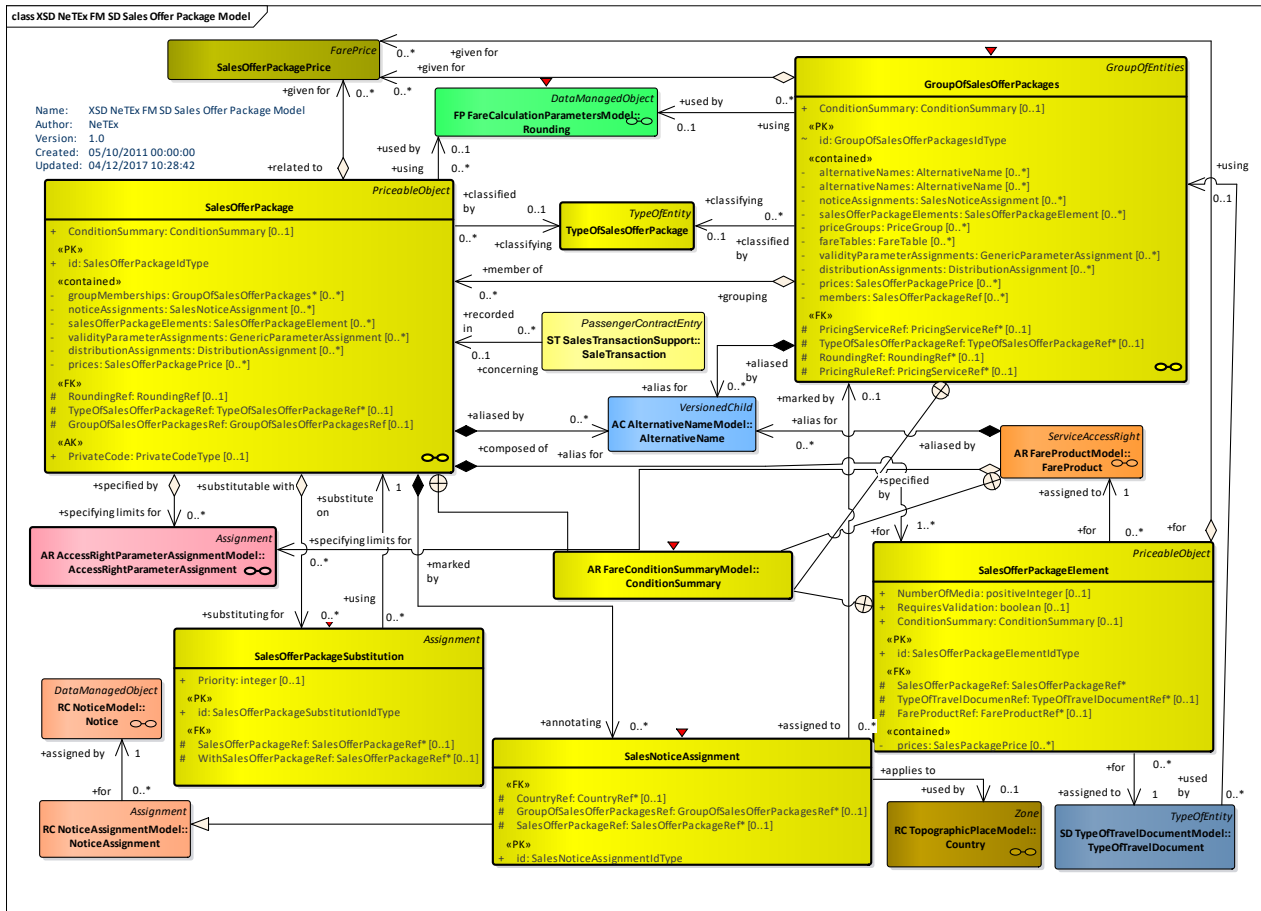 class XSD NeTEx FM SD Sales Offer Package Model
FarePrice
SalesOfferPackagePrice
+given for
0..*
+given for
0..*
+given for
0..*
Name: XSD NeTEx FM SD Sales Offer Package Model
Author: NeTEx
Version: 1.0
Created: 05/10/2011 00:00:00
Updated: 04/12/2017 10:28:42
DataManagedObject
FP FareCalculationParametersModel::
Rounding
+used by
0..1
0..*
+using
+related to
+used by
0..1
+using
0..*
GroupOfEntities
GroupOfSalesOfferPackages
+ ConditionSummary: ConditionSummary [0..1]
«PK»
~ id: GroupOfSalesOfferPackagesIdType
«contained»
- alternativeNames: AlternativeName [0..*]
- alternativeNames: AlternativeName [0..*]
- noticeAssignments: SalesNoticeAssignment [0..*]
- salesOfferPackageElements: SalesOfferPackageElement [0..*]
- priceGroups: PriceGroup [0..*]
- fareTables: FareTable [0..*]
- validityParameterAssignments: GenericParameterAssignment [0..*]
- distributionAssignments: DistributionAssignment [0..*]
- prices: SalesOfferPackagePrice [0..*]
- members: SalesOfferPackageRef [0..*]
«FK»
# PricingServiceRef: PricingServiceRef* [0..1]
# TypeOfSalesOfferPackageRef: TypeOfSalesOfferPackageRef* [0..1]
# RoundingRef: RoundingRef* [0..1]
# PricingRuleRef: PricingServiceRef* [0..1]
+using
0..1
PriceableObject
SalesOfferPackage
+ ConditionSummary: ConditionSummary [0..1]
«PK»
+ id: SalesOfferPackageIdType
«contained»
- groupMemberships: GroupOfSalesOfferPackages* [0..*]
- noticeAssignments: SalesNoticeAssignment [0..*]
- salesOfferPackageElements: SalesOfferPackageElement [0..*]
- validityParameterAssignments: GenericParameterAssignment [0..*]
- distributionAssignments: DistributionAssignment [0..*]
- prices: SalesOfferPackagePrice [0..*]
«FK»
# RoundingRef: RoundingRef [0..1]
# TypeOfSalesOfferPackageRef: TypeOfSalesOfferPackageRef* [0..1]
# GroupOfSalesOfferPackagesRef: GroupOfSalesOfferPackagesRef [0..1]
«AK»
+ PrivateCode: PrivateCodeType [0..1]
+classified
by
0..1
0..*
+classifying
TypeOfEntity
TypeOfSalesOfferPackage
+classifying
0..*
0..1
+classified
by
+member of
0..*
+grouping
+recorded
in
0..*
0..1
+concerning
PassengerContractEntry
ST SalesTransactionSupport::
SaleTransaction
+aliased
by
+alias for
0..*
+marked by
0..1
VersionedChild
AC AlternativeNameModel::
AlternativeName
+aliased by
0..*
+composed
of
+alias for
+alias for
0..*
+aliased by
ServiceAccessRight
AR FareProductModel::
FareProduct
+specified
by
+assigned to
1
+specified by
+specifying limits for
0..*
+substitutable with
+substitute
on
1
+specifying limits for
0..*
+marked
by
Assignment
AR AccessRightParameterAssignmentModel::
AccessRightParameterAssignment
AR FareConditionSummaryModel::
ConditionSummary
+for
1..*
+for
0..*
+for
PriceableObject
SalesOfferPackageElement
+ NumberOfMedia: positiveInteger [0..1]
+ RequiresValidation: boolean [0..1]
+ ConditionSummary: ConditionSummary [0..1]
«PK»
+ id: SalesOfferPackageElementIdType
«FK»
# SalesOfferPackageRef: SalesOfferPackageRef*
# TypeOfTravelDocumenRef: TypeOfTravelDocumentRef* [0..1]
# FareProductRef: FareProductRef* [0..1]
«contained»
- prices: SalesPackagePrice [0..*]
+substituting for
0..*
+using
0..*
Assignment
SalesOfferPackageSubstitution
+ Priority: integer [0..1]
«PK»
+ id: SalesOfferPackageSubstitutionIdType
«FK»
# SalesOfferPackageRef: SalesOfferPackageRef* [0..1]
# WithSalesOfferPackageRef: SalesOfferPackageRef* [0..1]
DataManagedObject
RC NoticeModel::
Notice
+assigned by
1
+for
0..*
Assignment
RC NoticeAssignmentModel::
NoticeAssignment
+annotating
0..*
+assigned to
0..*
SalesNoticeAssignment
«FK»
# CountryRef: CountryRef* [0..1]
# GroupOfSalesOfferPackagesRef: GroupOfSalesOfferPackagesRef* [0..1]
# SalesOfferPackageRef: SalesOfferPackageRef* [0..1]
«PK»
+ id: SalesNoticeAssignmentIdType
+applies to
+used by
0..1
Zone
RC TopographicPlaceModel::
Country
+for
0..*
+assigned to
1
+used
by
0..*
TypeOfEntity
SD TypeOfTravelDocumentModel::
TypeOfTravelDocument